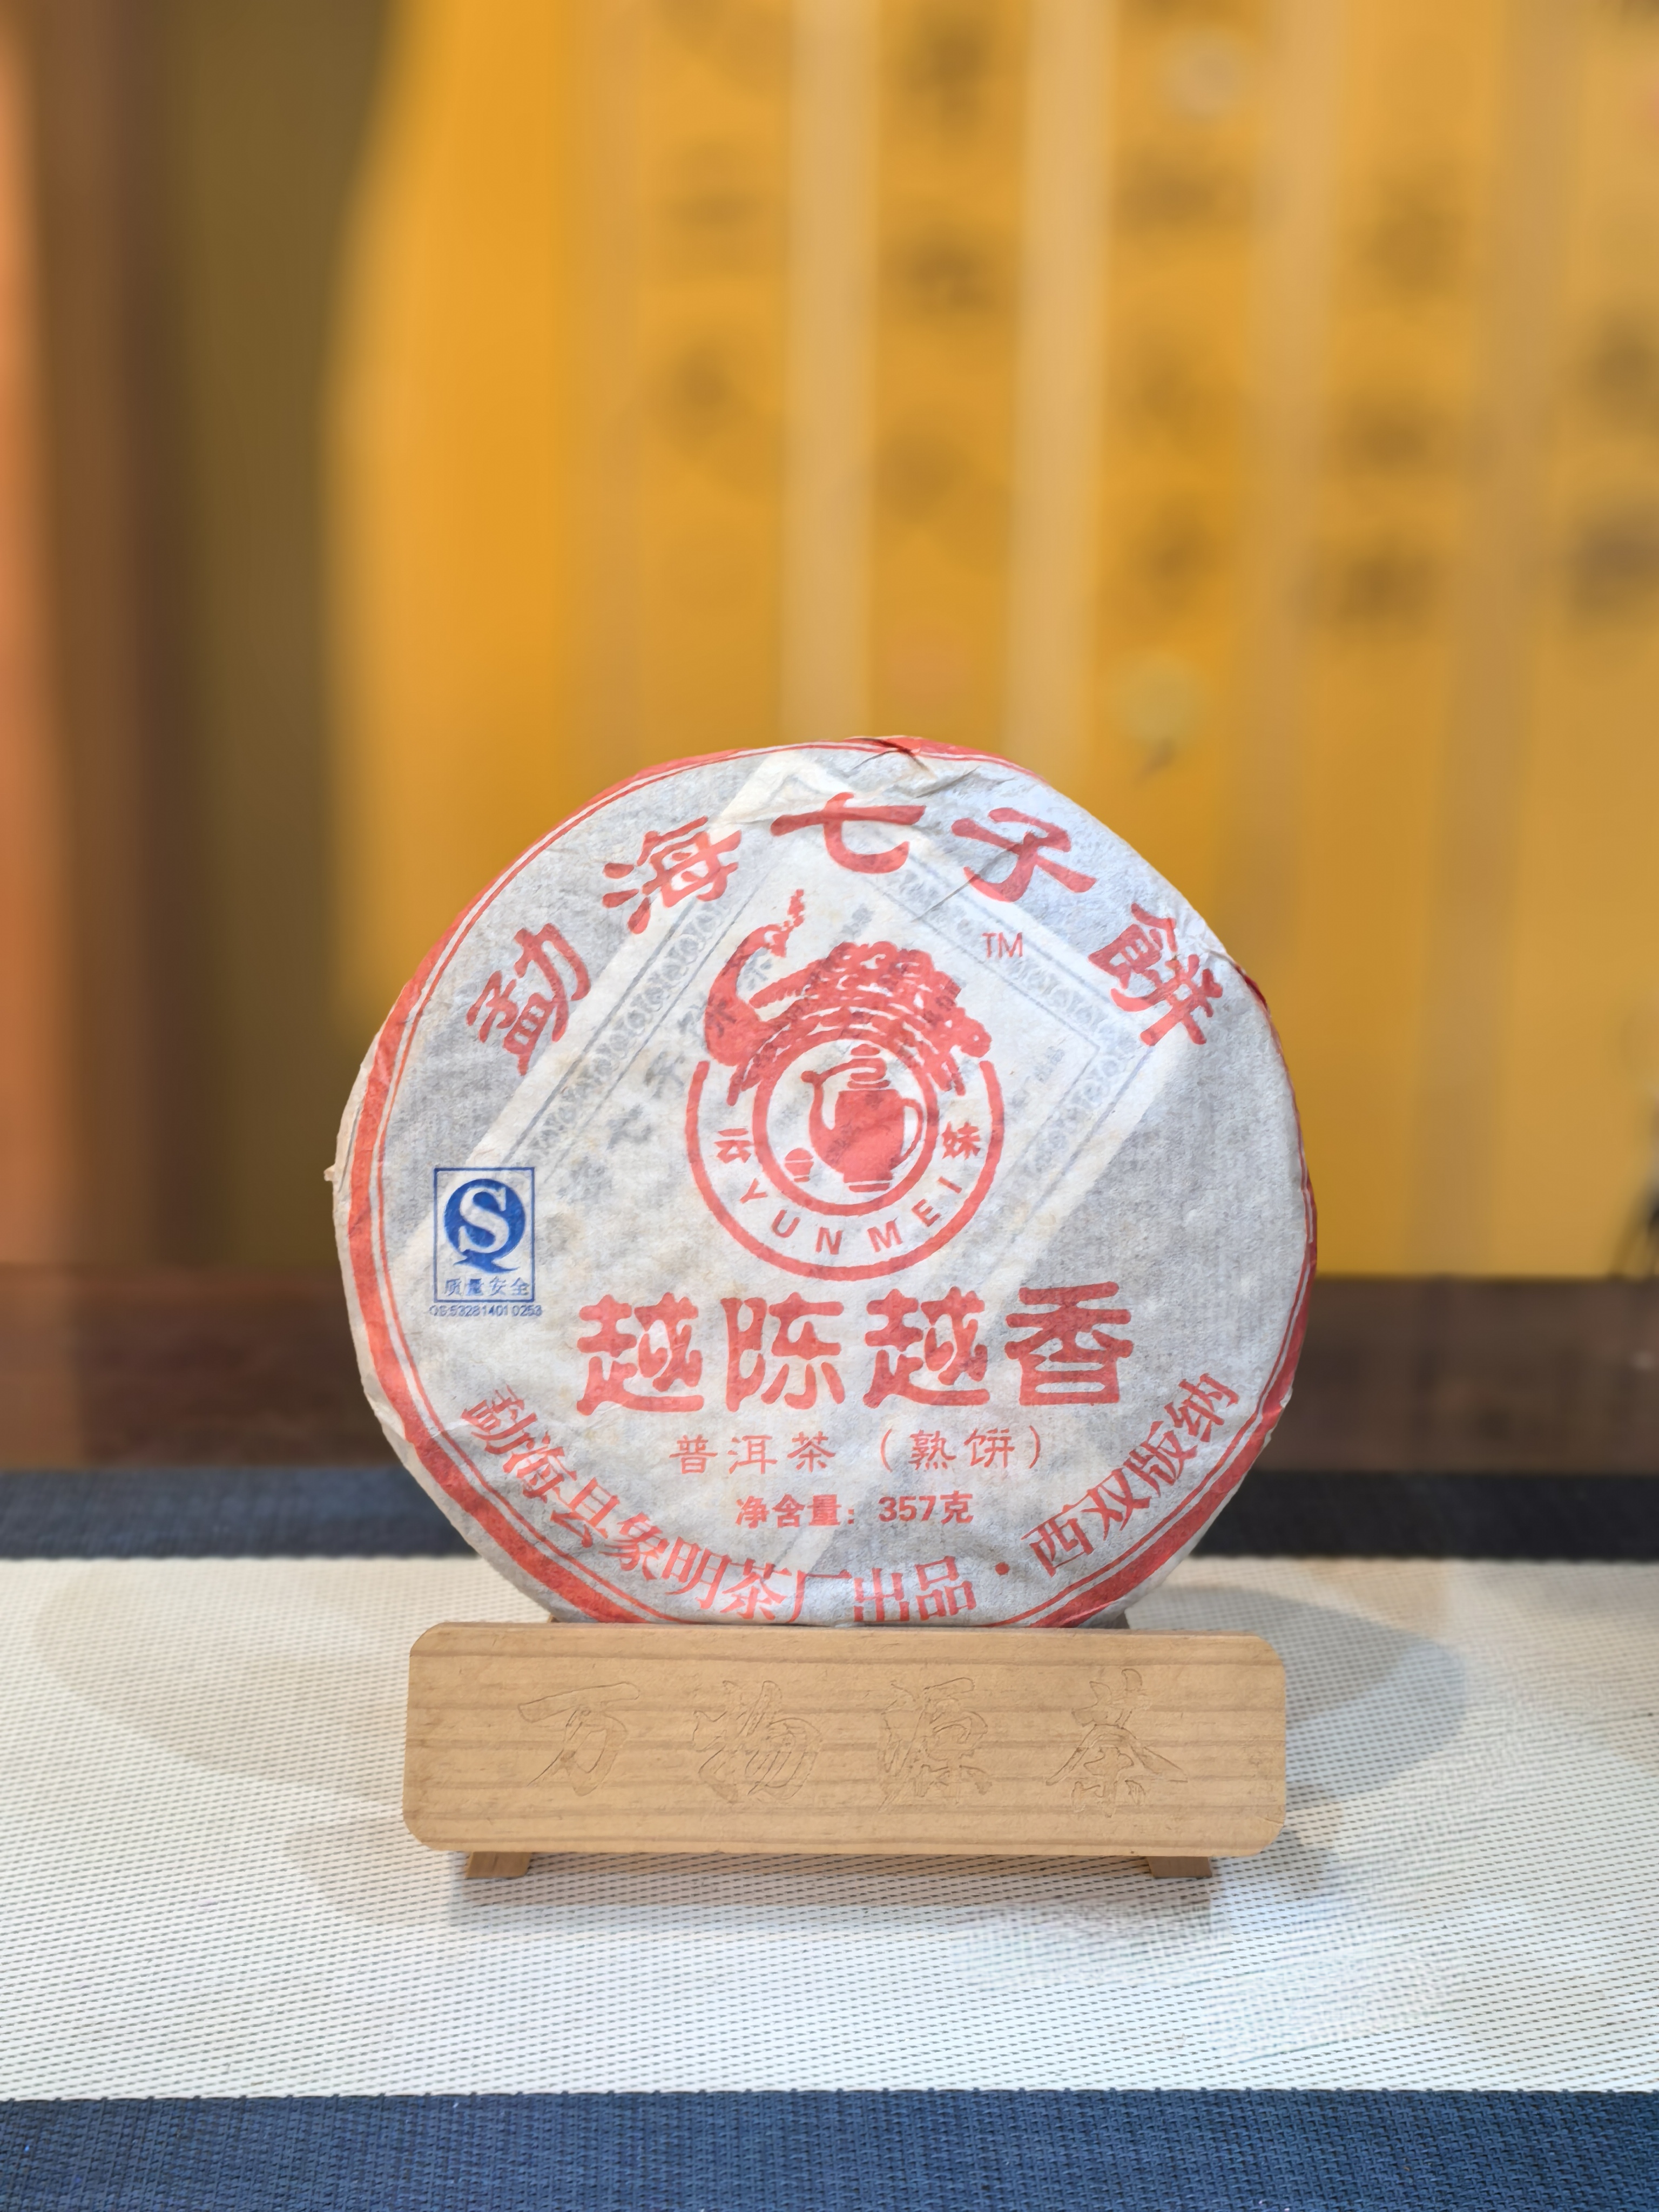 勐海七子餅
TM
云妹
YUNMEI
质量安全
QS 5328 1401 0253
越陈越香
普洱茶（熟饼）
净含量：357克
勐海县象明茶厂出品·西双版纳
万物源茶